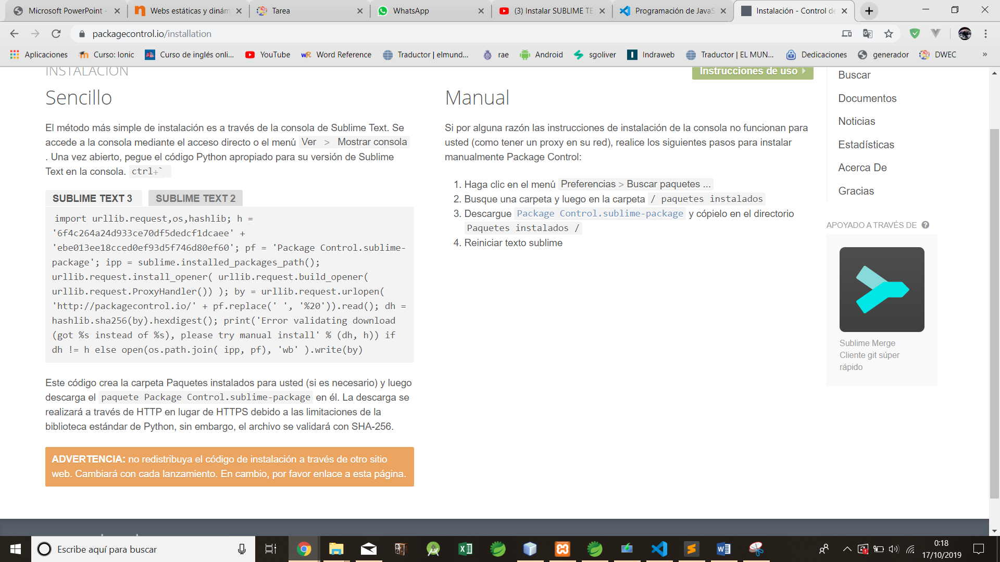 Microsoft PowerPoint -
Webs estáticas y dinám
Tarea
WhatsApp
(3) Instalar SUBLIME TE
Programación de JavaS
Instalación - Control de
packagecontrol.io/installation
Aplicaciones
Curso: Ionic
Curso de inglés onli...
YouTube
Word Reference
Traductor | elmund...
rae
Android
sgoliver
Indraweb
Traductor | EL MUN...
Dedicaciones
generador
DWEC
»
INSTALACIÓN
Instrucciones de uso
Sencillo
El método más simple de instalación es a través de la consola de Sublime Text. Se
accede a la consola mediante el acceso directo o el menú Ver > Mostrar consola
. Una vez abierto, pegue el código Python apropiado para su versión de Sublime
Text en la consola. ctrl+`
SUBLIME TEXT 3
SUBLIME TEXT 2
import urllib.request,os,hashlib; h =
'6f4c264a24d933ce70df5dedcf1dcaee' +
'ebe013ee18cced0ef93d5f746d80ef60'; pf = 'Package Control.sublime-
package'; ipp = sublime.installed_packages_path();
urllib.request.install_opener( urllib.request.build_opener(
urllib.request.ProxyHandler()) ); by = urllib.request.urlopen(
'http://packagecontrol.io/' + pf.replace(' ', '%20')).read(); dh =
hashlib.sha256(by).hexdigest(); print('Error validating download
(got %s instead of %s), please try manual install' % (dh, h)) if
dh != h else open(os.path.join( ipp, pf), 'wb' ).write(by)
Este código crea la carpeta Paquetes instalados para usted (si es necesario) y luego
descarga el paquete Package Control.sublime-package en él. La descarga se
realizará a través de HTTP en lugar de HTTPS debido a las limitaciones de la
biblioteca estándar de Python, sin embargo, el archivo se validará con SHA-256.
ADVERTENCIA: no redistribuya el código de instalación a través de otro sitio
web. Cambiará con cada lanzamiento. En cambio, por favor enlace a esta página.
Manual
Si por alguna razón las instrucciones de instalación de la consola no funcionan para
usted (como tener un proxy en su red), realice los siguientes pasos para instalar
manualmente Package Control:
1. Haga clic en el menú Preferencias > Buscar paquetes ...
2. Busque una carpeta y luego en la carpeta / paquetes instalados
3. Descargue Package Control.sublime-package y cópielo en el directorio
Paquetes instalados /
4. Reiniciar texto sublime
Buscar
Documentos
Noticias
Estadísticas
Acerca De
Gracias
APOYADO A TRAVÉS DE ?
Sublime Merge
Cliente git súper
rápido
Escribe aquí para buscar
0:18
17/10/2019